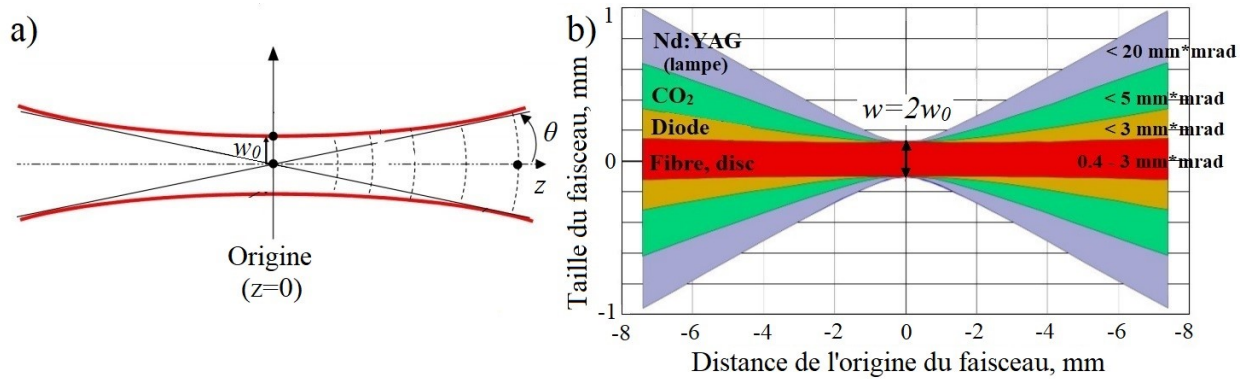 a)
w₀
θ
z
Origine
(z=0)
b)
Taille du faisceau, mm
1
0
-1
Nd:YAG
(lampe)
< 20 mm*mrad
CO₂
< 5 mm*mrad
w=2w₀
Diode
< 3 mm*mrad
Fibre, disc
0.4 - 3 mm*mrad
-8 -6 -4 -2 0 -2 -4 -6 -8
Distance de l'origine du faisceau, mm